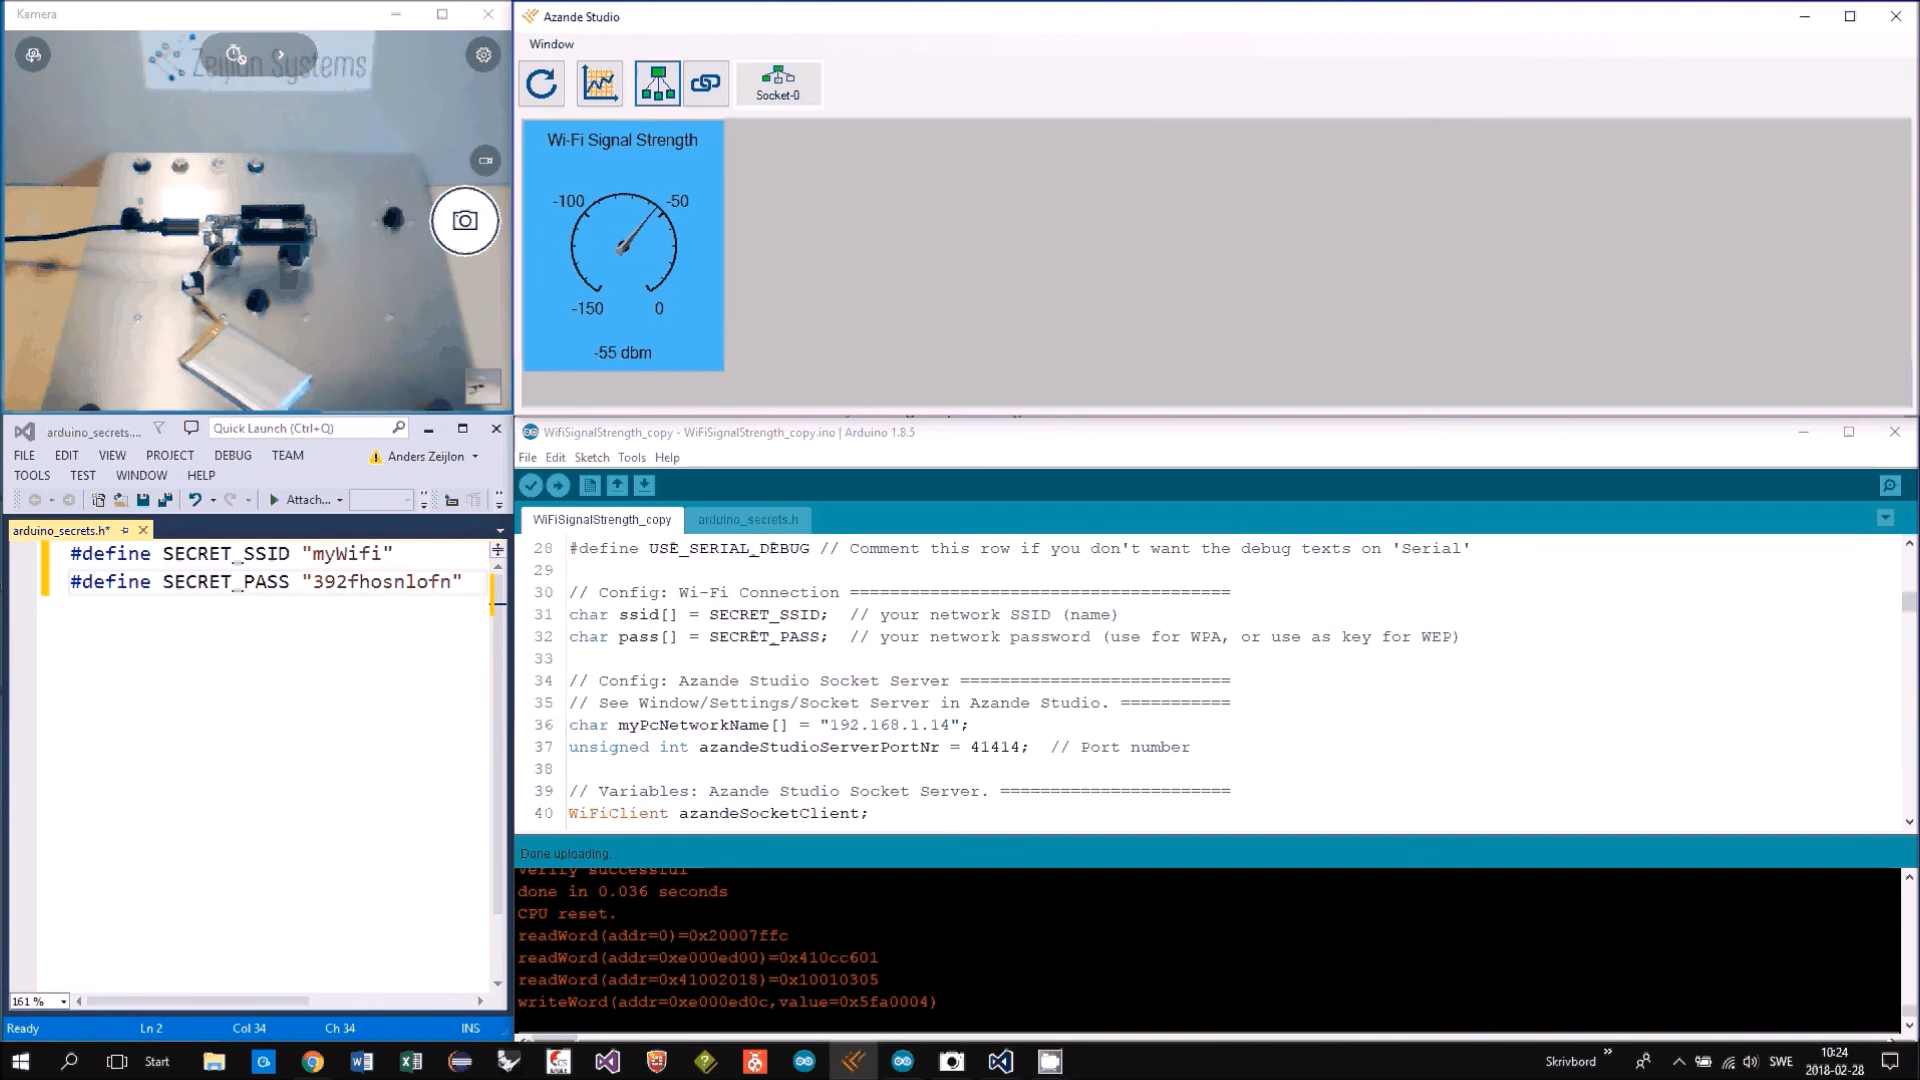 Kamera
Zeijlon Systems
Azande Studio
Window
Socket-0
Wi-Fi Signal Strength
-100
-50
-150
0
-55 dbm
arduino_secrets....
Quick Launch (Ctrl+Q)
FILE EDIT VIEW PROJECT DEBUG TEAM
Anders Zeijlon
TOOLS TEST WINDOW HELP
Attach...
arduino_secrets.h*
#define SECRET_SSID "myWifi"
#define SECRET_PASS "392fhosnlofn"
161 %
Ready Ln 2 Col 34 Ch 34 INS
WifiSignalStrength_copy - WiFiSignalStrength_copy.ino | Arduino 1.8.5
File Edit Sketch Tools Help
WiFiSignalStrength_copy arduino_secrets.h
28 #define USE_SERIAL_DEBUG // Comment this row if you don't want the debug texts on 'Serial'
29
30 // Config: Wi-Fi Connection ======================================
31 char ssid[] = SECRET_SSID; // your network SSID (name)
32 char pass[] = SECRET_PASS; // your network password (use for WPA, or use as key for WEP)
33
34 // Config: Azande Studio Socket Server ===========================
35 // See Window/Settings/Socket Server in Azande Studio. ===========
36 char myPcNetworkName[] = "192.168.1.14";
37 unsigned int azandeStudioServerPortNr = 41414; // Port number
38
39 // Variables: Azande Studio Socket Server. =======================
40 WiFiClient azandeSocketClient;
Done uploading.
Verify successful
done in 0.036 seconds
CPU reset.
readWord(addr=0)=0x20007ffc
readWord(addr=0xe000ed00)=0x410cc601
readWord(addr=0x41002018)=0x10010305
writeWord(addr=0xe000ed0c,value=0x5fa0004)
Start
Skrivbord
SWE
10:24
2018-02-28